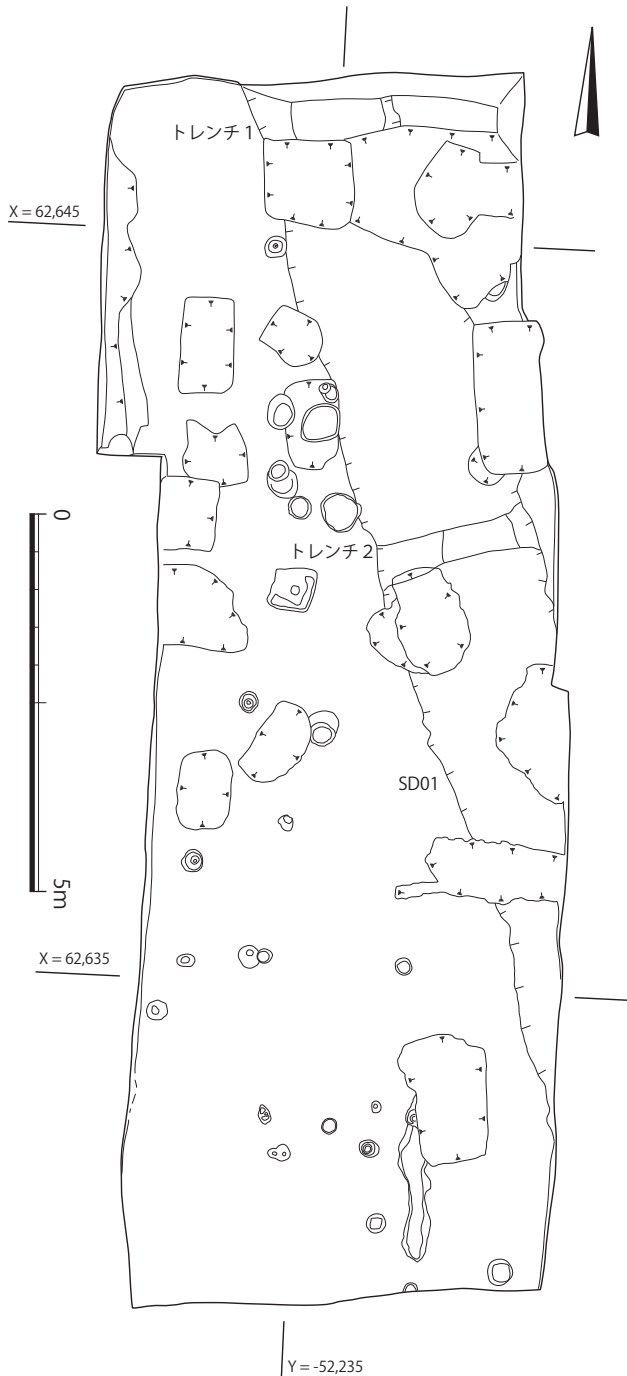 トレンチ1
X = 62,645
0
トレンチ2
SD01
5m
X = 62,635
Y = -52,235